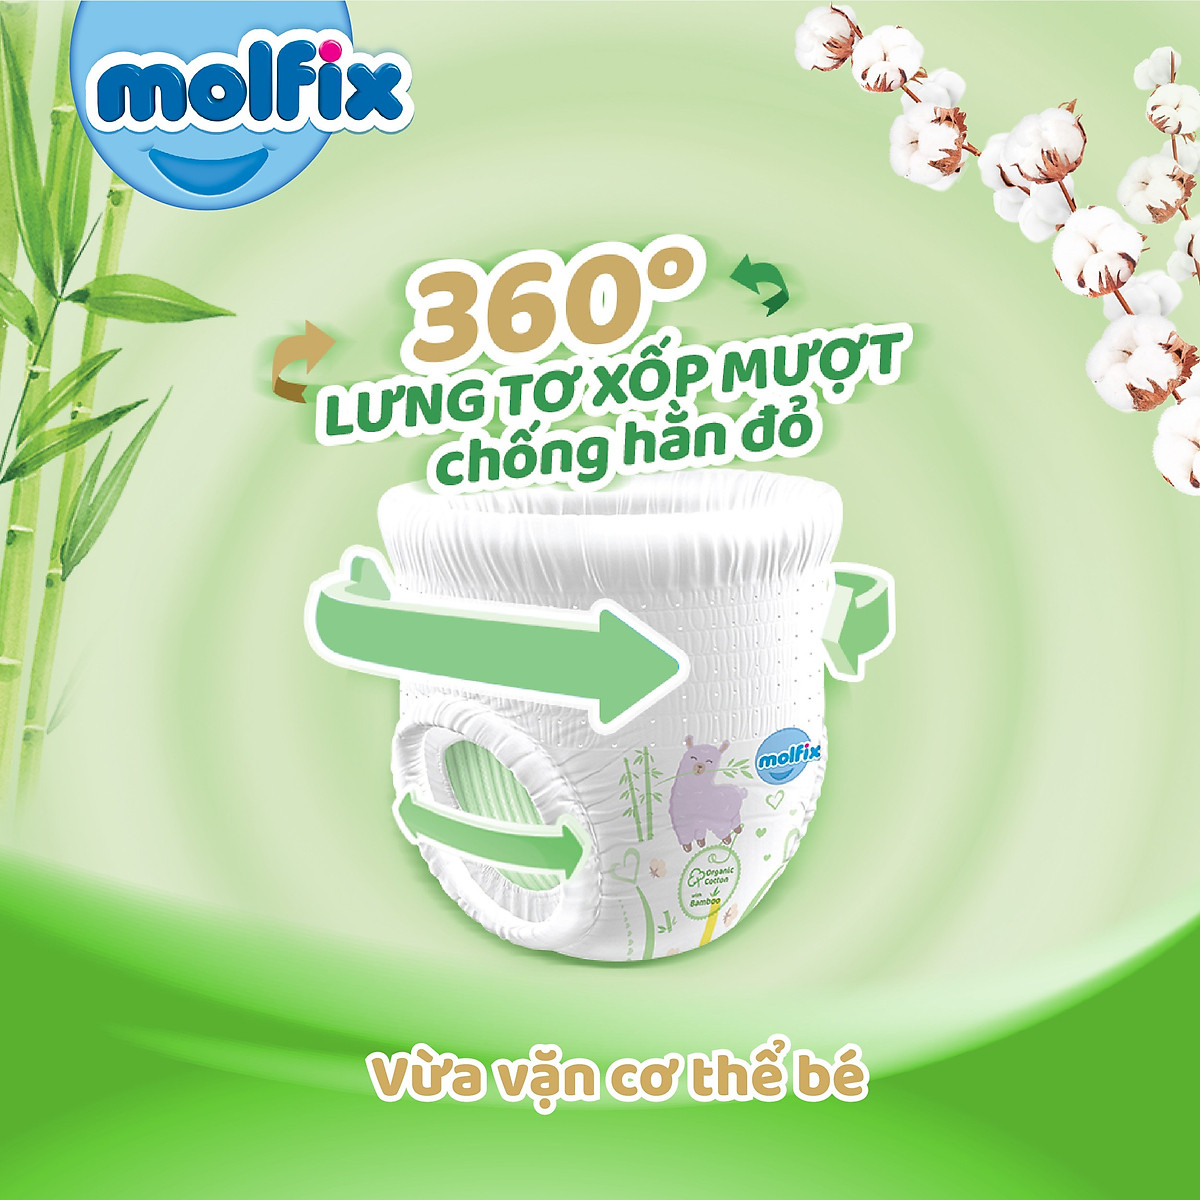 molfix
360°
LƯNG TƠ XỐP MƯỢT
chống hằn đỏ
molfix
Organic
Cotton
with
Bamboo
Vừa vặn cơ thể bé